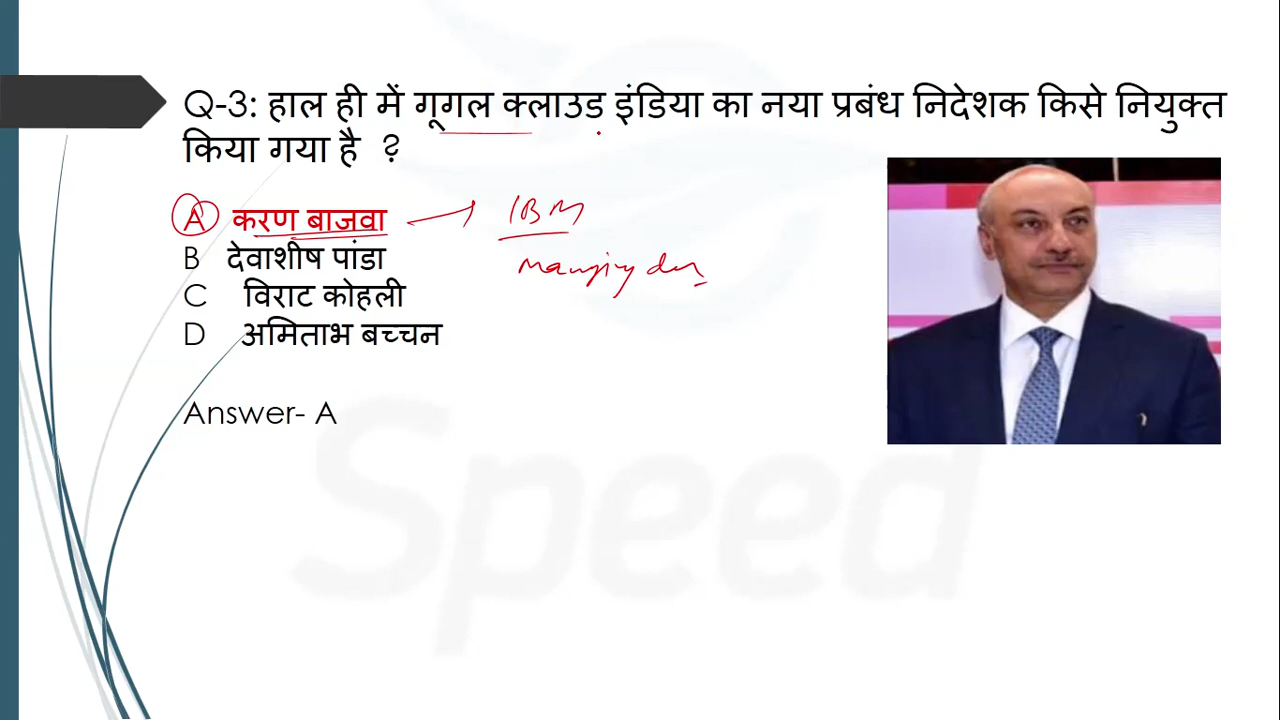 Q-3: हाल ही में गूगल क्लाउड इंडिया का नया प्रबंध निदेशक किसे नियुक्त
किया गया है ?
A करण बाजवा
IBM
B देवाशीष पांडा
C विराट कोहली
D अमिताभ बच्चन
Answer- A
Speed